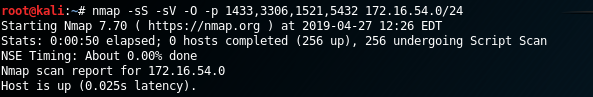 root@kali:~# nmap -sS -sV -O -p 1433,3306,1521,5432 172.16.54.0/24
Starting Nmap 7.70 ( https://nmap.org ) at 2019-04-27 12:26 EDT
Stats: 0:00:50 elapsed; 0 hosts completed (256 up), 256 undergoing Script Scan
NSE Timing: About 0.00% done
Nmap scan report for 172.16.54.0
Host is up (0.025s latency).